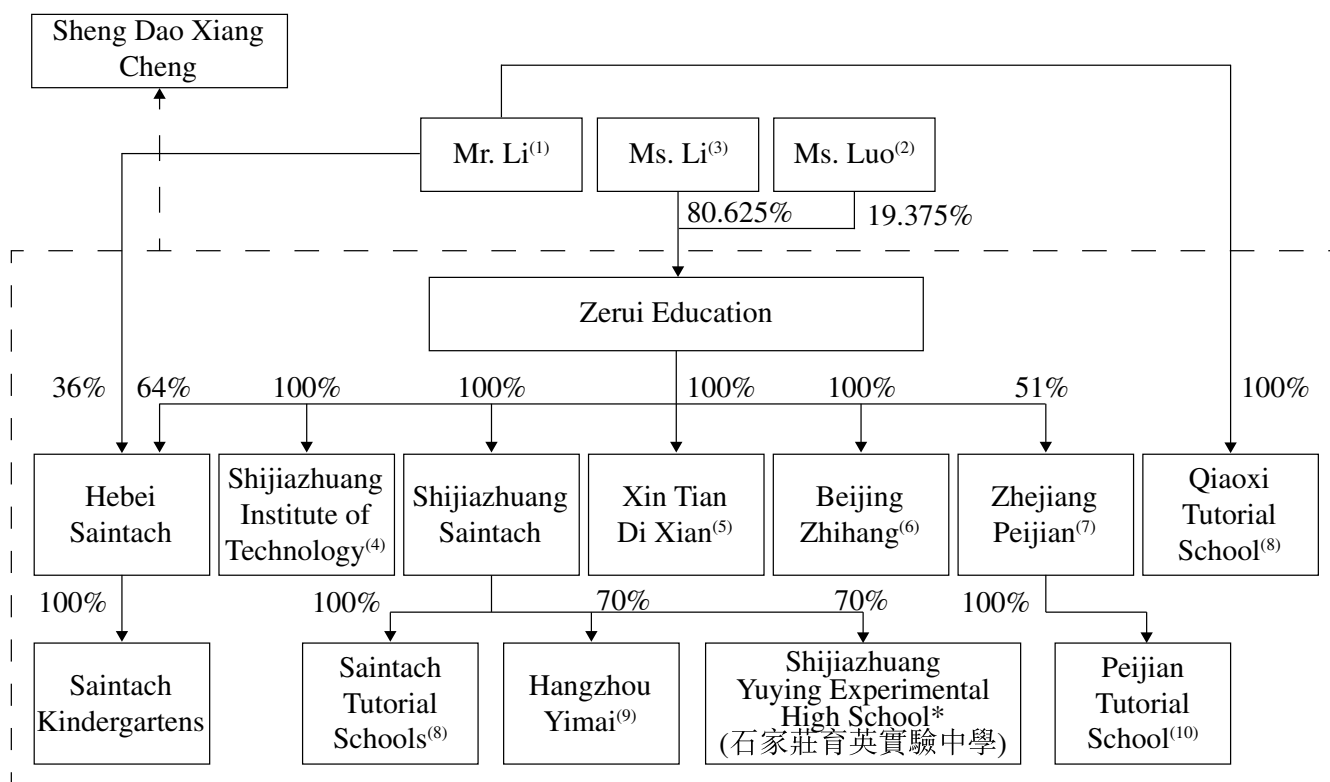 Sheng Dao Xiang
Cheng
Mr. Li(1)
Ms. Li(3)
Ms. Luo(2)
80.625%
19.375%
Zerui Education
36%
64%
100%
100%
100%
100%
51%
100%
Hebei
Saintach
Shijiazhuang
Institute of
Technology(4)
Shijiazhuang
Saintach
Xin Tian
Di Xian(5)
Beijing
Zhihang(6)
Zhejiang
Peijian(7)
Qiaoxi
Tutorial
School(8)
100%
100%
70%
70%
100%
Saintach
Kindergartens
Saintach
Tutorial
Schools(8)
Hangzhou
Yimai(9)
Shijiazhuang
Yuying Experimental
High School*
(石家莊育英實驗中學)
Peijian
Tutorial
School(10)